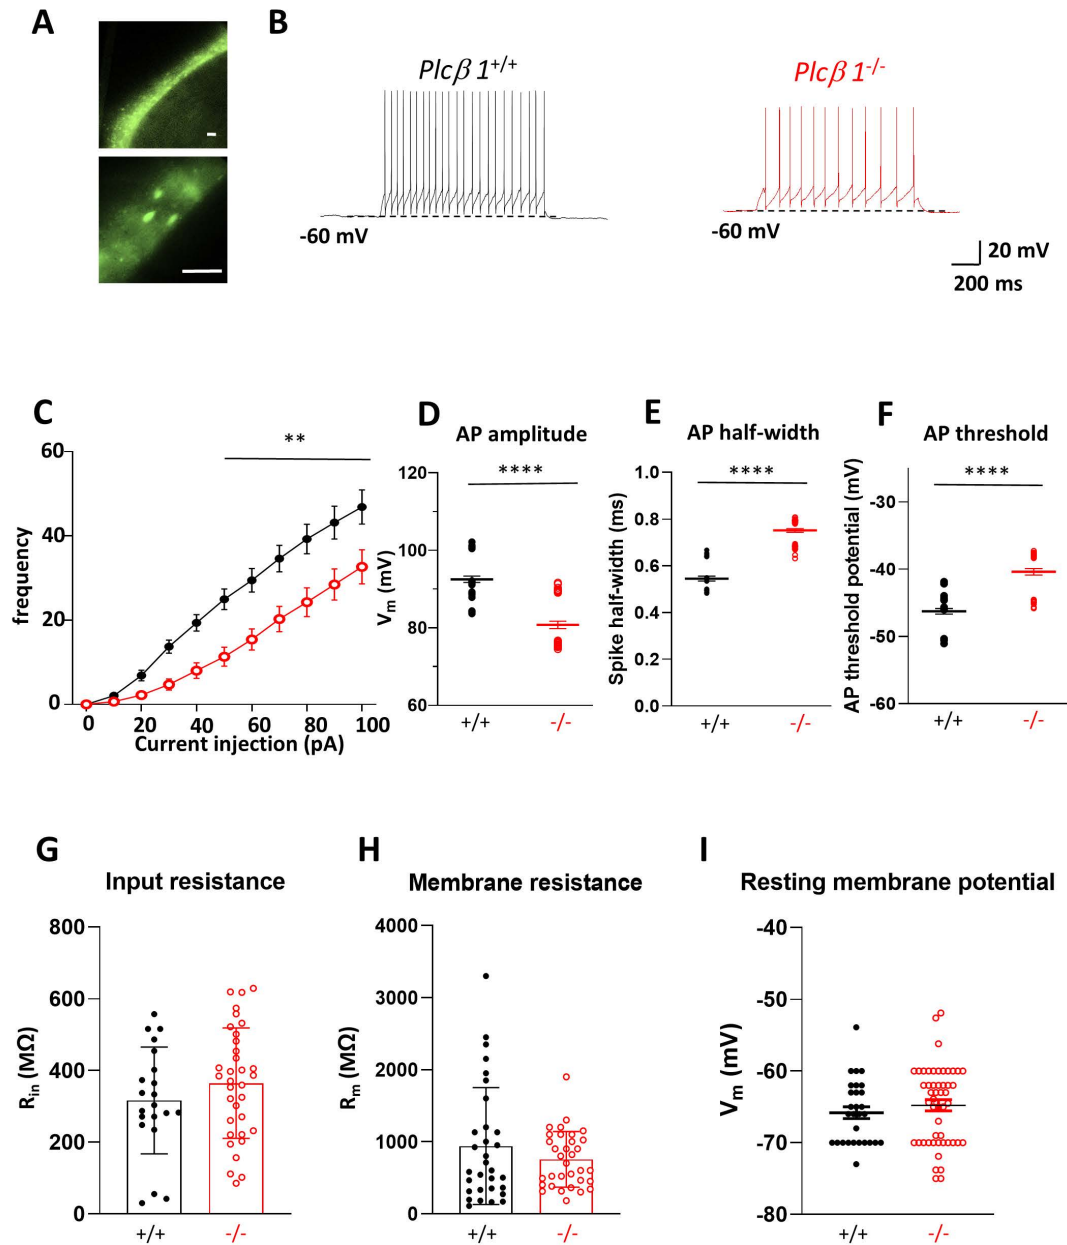 A
B
Plcβ 1+/+
Plcβ 1-/-
-60 mV
-60 mV
20 mV
200 ms
C
**
60
40
20
0
frequency
0 20 40 60 80 100
Current injection (pA)
D
AP amplitude
****
120
100
80
60
Vm (mV)
+/+ -/-
E
AP half-width
****
1.0
0.8
0.6
0.4
0.2
0.0
Spike half-width (ms)
+/+ -/-
F
AP threshold
****
-30
-40
-50
-60
AP threshold potential (mV)
+/+ -/-
G
Input resistance
800
600
400
200
0
Rin (MΩ)
+/+ -/-
H
Membrane resistance
4000
3000
2000
1000
0
Rm (MΩ)
+/+ -/-
I
Resting membrane potential
-40
-50
-60
-70
-80
Vm (mV)
+/+ -/-